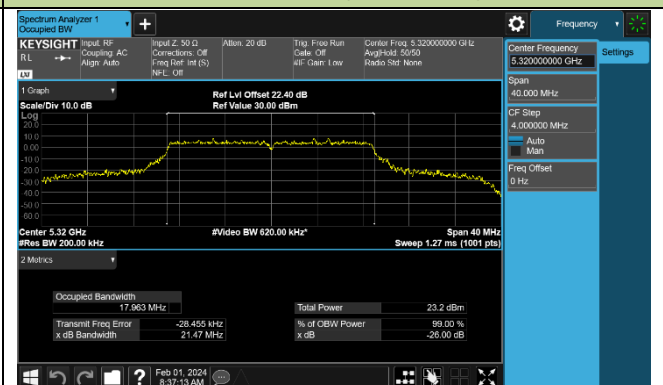 Spectrum Analyzer 1
Occupied BW
Frequency
KEYSIGHT
RL
LXI
Input: RF
Coupling: AC
Align: Auto
Input Z: 50 Ω
Corrections: Off
Freq Ref: Int (S)
NFE: Off
Atten: 20 dB
Trig: Free Run
Gate: Off
#IF Gain: Low
Center Freq: 5.320000000 GHz
Avg|Hold: 50/50
Radio Std: None
Center Frequency
5.320000000 GHz
Settings
Span
40.000 MHz
CF Step
4.000000 MHz
Auto
Man
Freq Offset
0 Hz
1 Graph
Scale/Div 10.0 dB
Ref Lvl Offset 22.40 dB
Ref Value 30.00 dBm
Log
20.0
10.0
0.00
-10.0
-20.0
-30.0
-40.0
-50.0
-60.0
Center 5.32 GHz
#Video BW 620.00 kHz*
Span 40 MHz
#Res BW 200.00 kHz
Sweep 1.27 ms (1001 pts)
2 Metrics
Occupied Bandwidth
17.963 MHz
Total Power 23.2 dBm
Transmit Freq Error -28.455 kHz
% of OBW Power 99.00 %
x dB Bandwidth 21.47 MHz
x dB -26.00 dB
?
Feb 01, 2024
8:37:13 AM